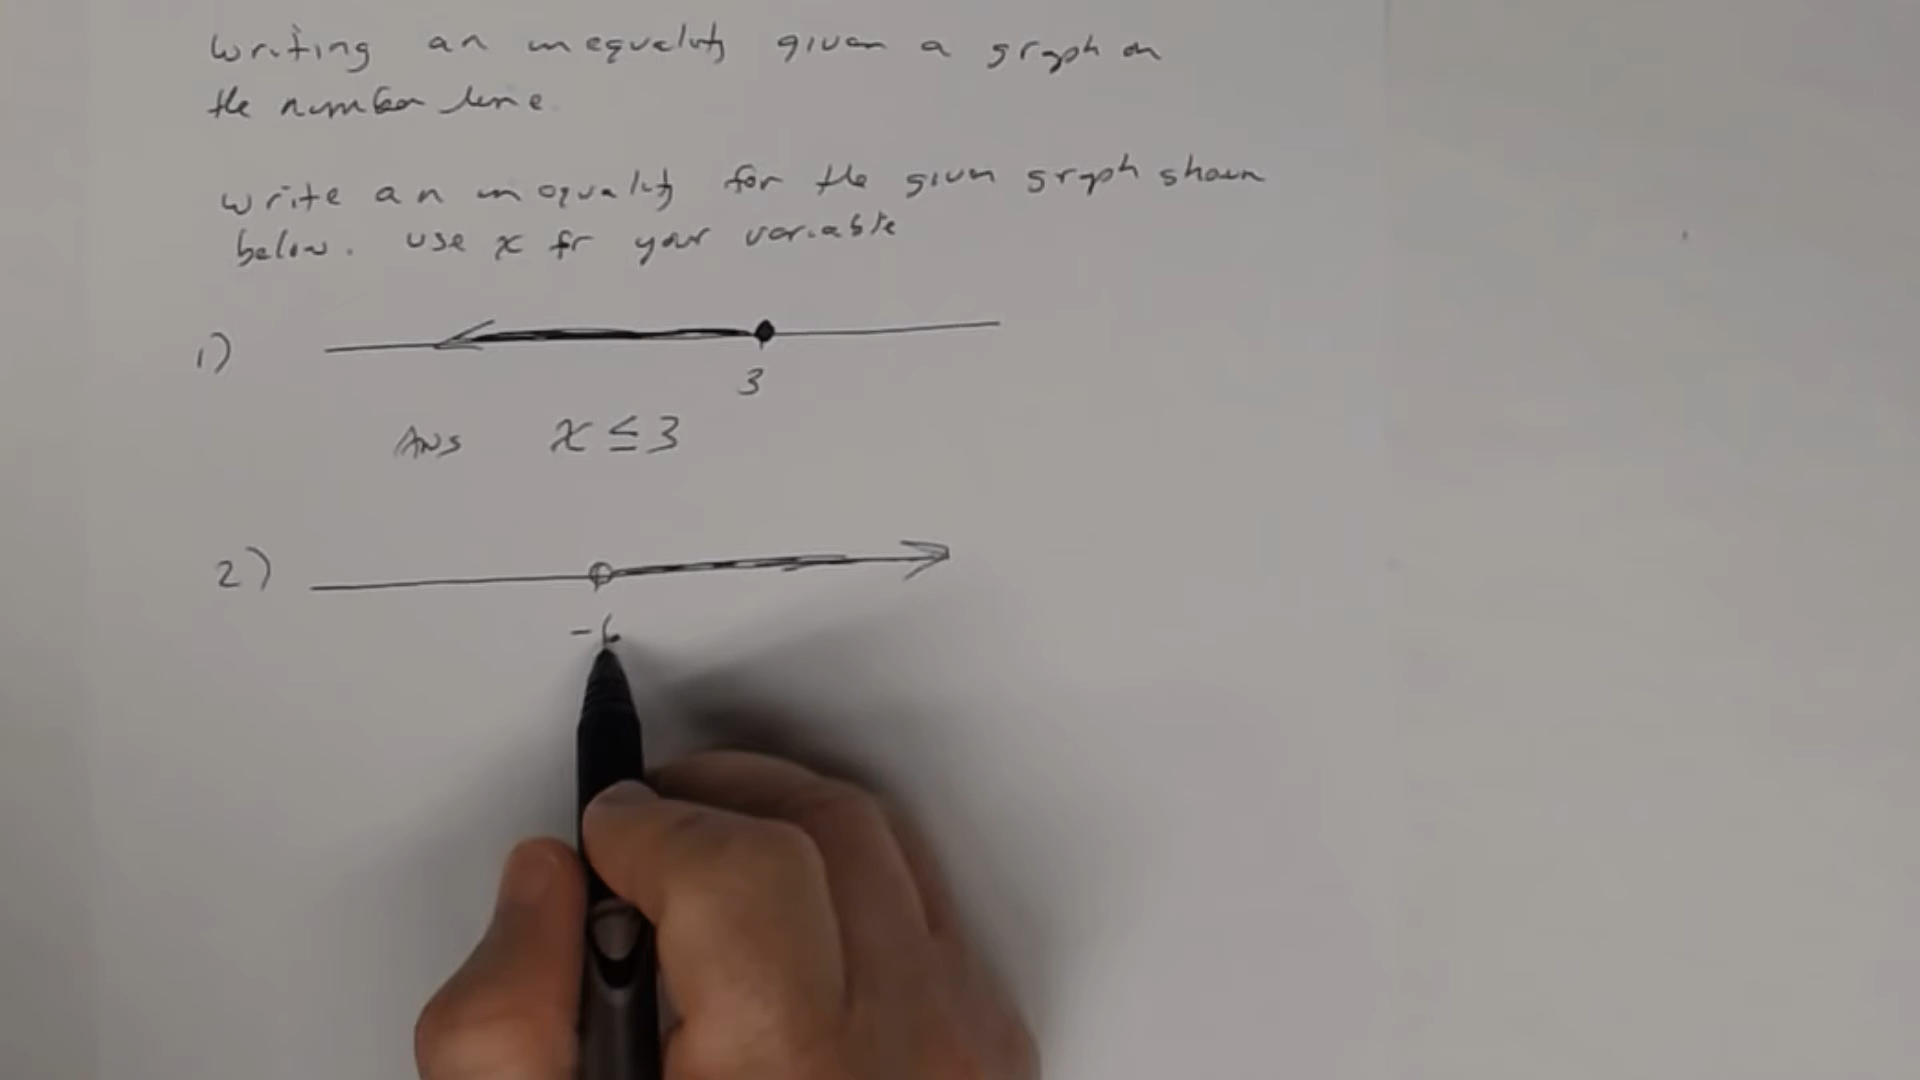 Writing an inequality given a graph on
the number line.
Write an inequality for the given graph shown
below. Use x for your variable
1)
3
Ans x ≤ 3
2)
-6